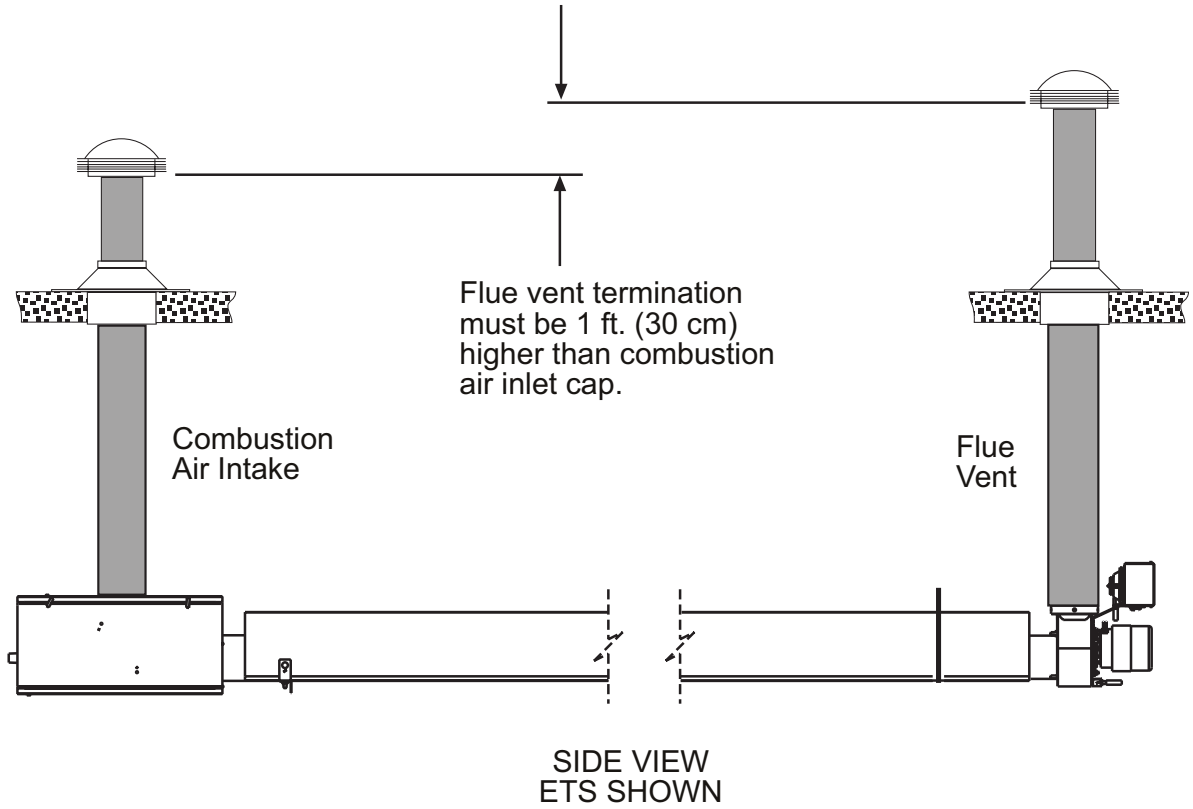 Flue vent termination
must be 1 ft. (30 cm)
higher than combustion
air inlet cap.
Combustion
Air Intake
Flue
Vent
SIDE VIEW
ETS SHOWN